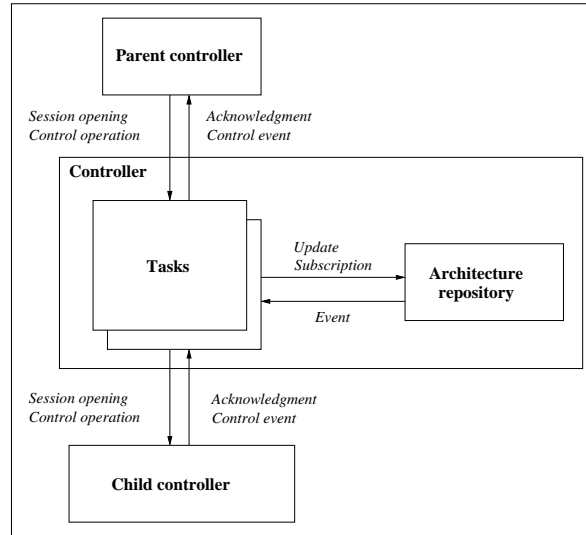 Parent controller
Session opening
Control operation
Acknowledgment
Control event
Controller
Tasks
Update
Subscription
Architecture
repository
Event
Session opening
Control operation
Acknowledgment
Control event
Child controller